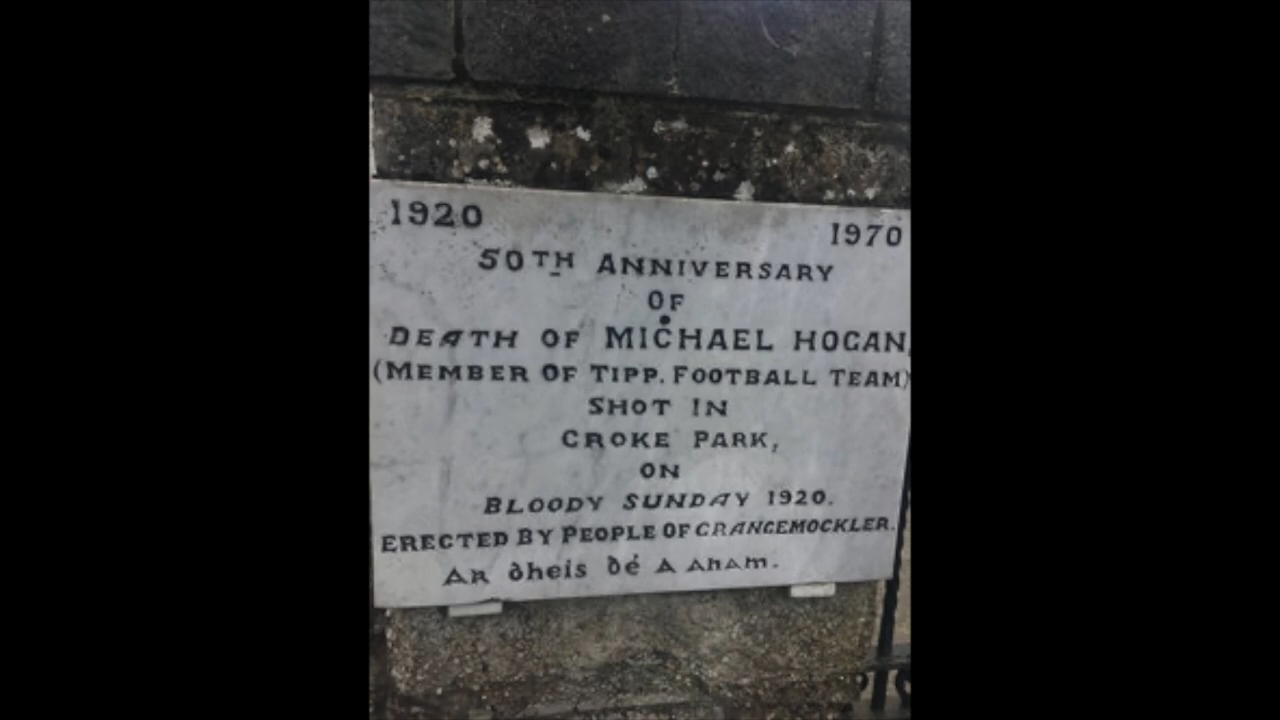 1920 1970
50TH ANNIVERSARY
OF
DEATH OF MICHAEL HOGAN,
(MEMBER OF TIPP. FOOTBALL TEAM)
SHOT IN
CROKE PARK,
ON
BLOODY SUNDAY 1920.
ERECTED BY PEOPLE OF GRANGEMOCKLER.
Ar dheis Dé A Anam.